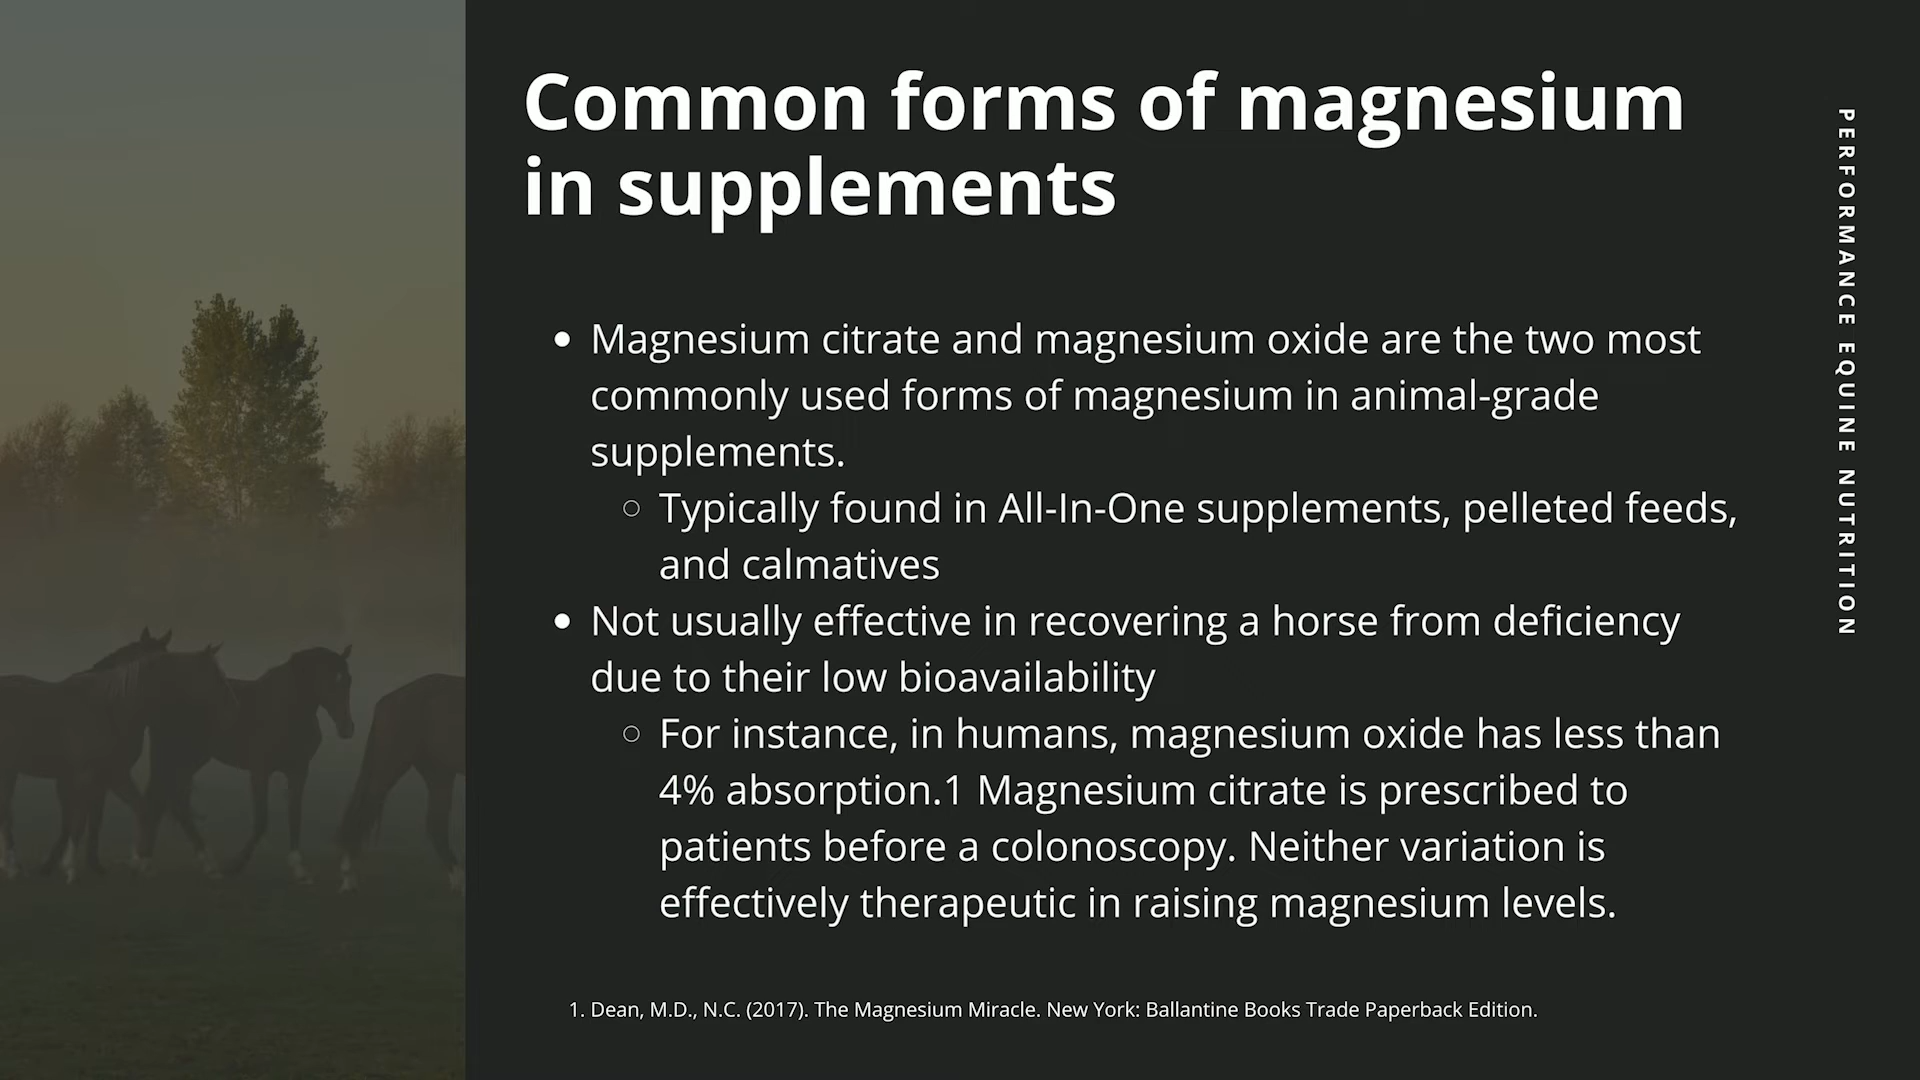 Common forms of magnesium
in supplements
• Magnesium citrate and magnesium oxide are the two most
commonly used forms of magnesium in animal-grade
supplements.
○ Typically found in All-In-One supplements, pelleted feeds,
and calmatives
• Not usually effective in recovering a horse from deficiency
due to their low bioavailability
○ For instance, in humans, magnesium oxide has less than
4% absorption.1 Magnesium citrate is prescribed to
patients before a colonoscopy. Neither variation is
effectively therapeutic in raising magnesium levels.
1. Dean, M.D., N.C. (2017). The Magnesium Miracle. New York: Ballantine Books Trade Paperback Edition.
PERFORMANCE EQUINE NUTRITION